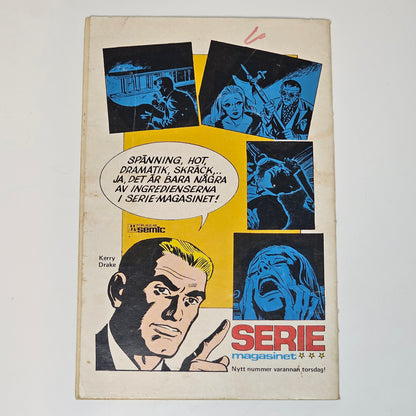 SPÄNNING, HOT,
DRAMATIK, SKRÄCK,..
JA, DET ÄR BARA NÅGRA
AV INGREDIENSERNA
I SERIE-MAGASINET!
semic
Kerry
Drake
SERIE
magasinet
Nytt nummer varannan torsdag!